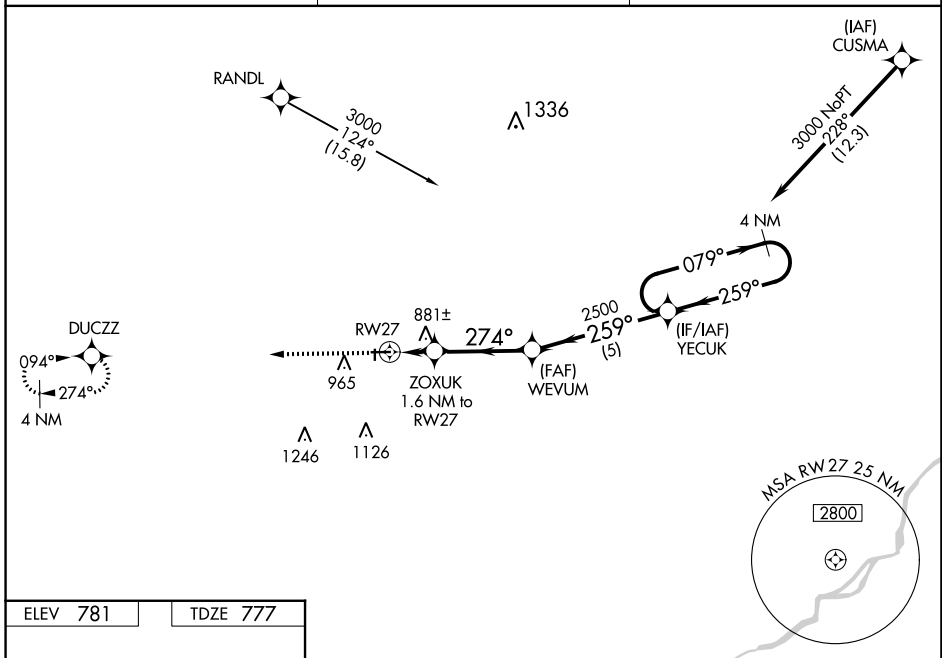 (IAF)
CUSMA
RANDL
3000
124°
(15.8)
1336
3000 NoPT
228°
(12.3)
4 NM
079°
259°
2500
259°
(5)
(IF/IAF)
YECUK
881±
RW27
274°
DUCZZ
094°
274°
4 NM
965
ZOXUK
1.6 NM to
RW27
(FAF)
WEVUM
1246
1126
MSA RW27 25 NM
2800
ELEV 781
TDZE 777